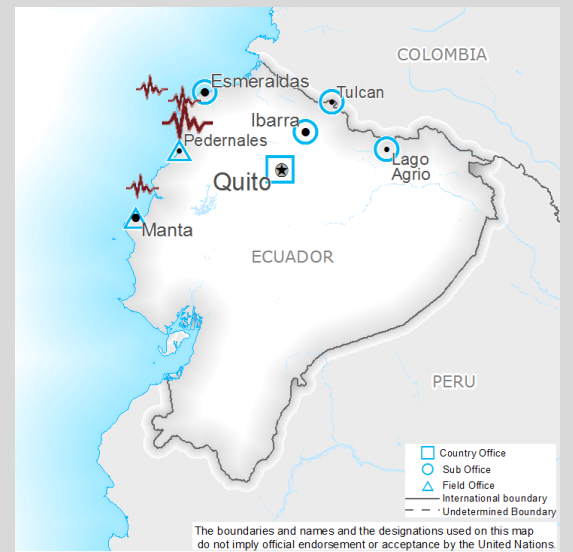 COLOMBIA
Esmeraldas
Tulcan
Ibarra
Pedernales
Lago
Agrio
Quito
Manta
ECUADOR
PERU
Country Office
Sub Office
Field Office
International boundary
Undetermined Boundary
The boundaries and names and the designations used on this map
do not imply official endorsement or acceptance by the United Nations.